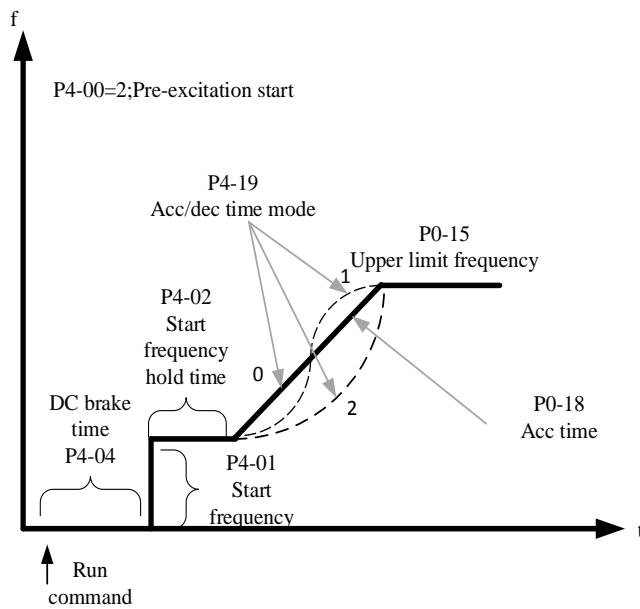 f
P4-00=2;Pre-excitation start
P4-19
Acc/dec time mode
P0-15
Upper limit frequency
1
P4-02
Start
frequency
hold time
0
2
P0-18
Acc time
DC brake
time
P4-04
P4-01
Start
frequency
t
Run
command